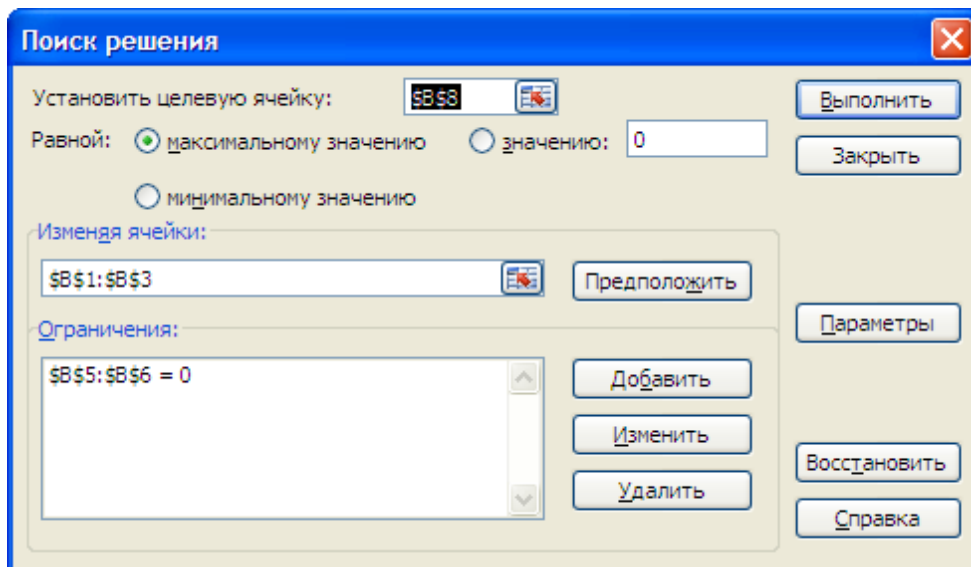 Поиск решения
Установить целевую ячейку: $B$8
Выполнить
Равной: максимальному значению значению: 0
Закрыть
минимальному значению
Изменяя ячейки:
$B$1:$B$3
Предположить
Ограничения:
Параметры
$B$5:$B$6 = 0
Добавить
Изменить
Восстановить
Удалить
Справка